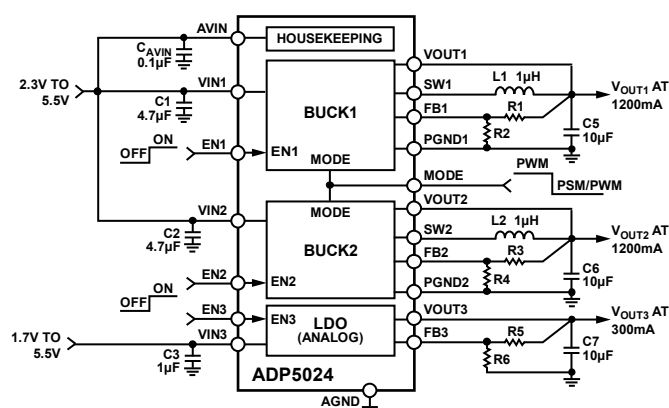 AVIN
HOUSEKEEPING
C_AVIN
0.1µF
VOUT1
2.3V TO
5.5V
VIN1
C1
4.7µF
BUCK1
SW1
L1 1µH
V_OUT1 AT
1200mA
FB1
R1
R2
C5
10µF
ON
OFF
EN1
EN1
PGND1
MODE
MODE
PWM
PSM/PWM
VOUT2
MODE
VIN2
C2
4.7µF
BUCK2
SW2
L2 1µH
V_OUT2 AT
1200mA
FB2
R3
R4
C6
10µF
EN2
EN2
ON
OFF
PGND2
EN3
EN3
VOUT3
V_OUT3 AT
300mA
LDO
(ANALOG)
1.7V TO
5.5V
VIN3
FB3
R5
R6
C7
10µF
C3
1µF
ADP5024
AGND